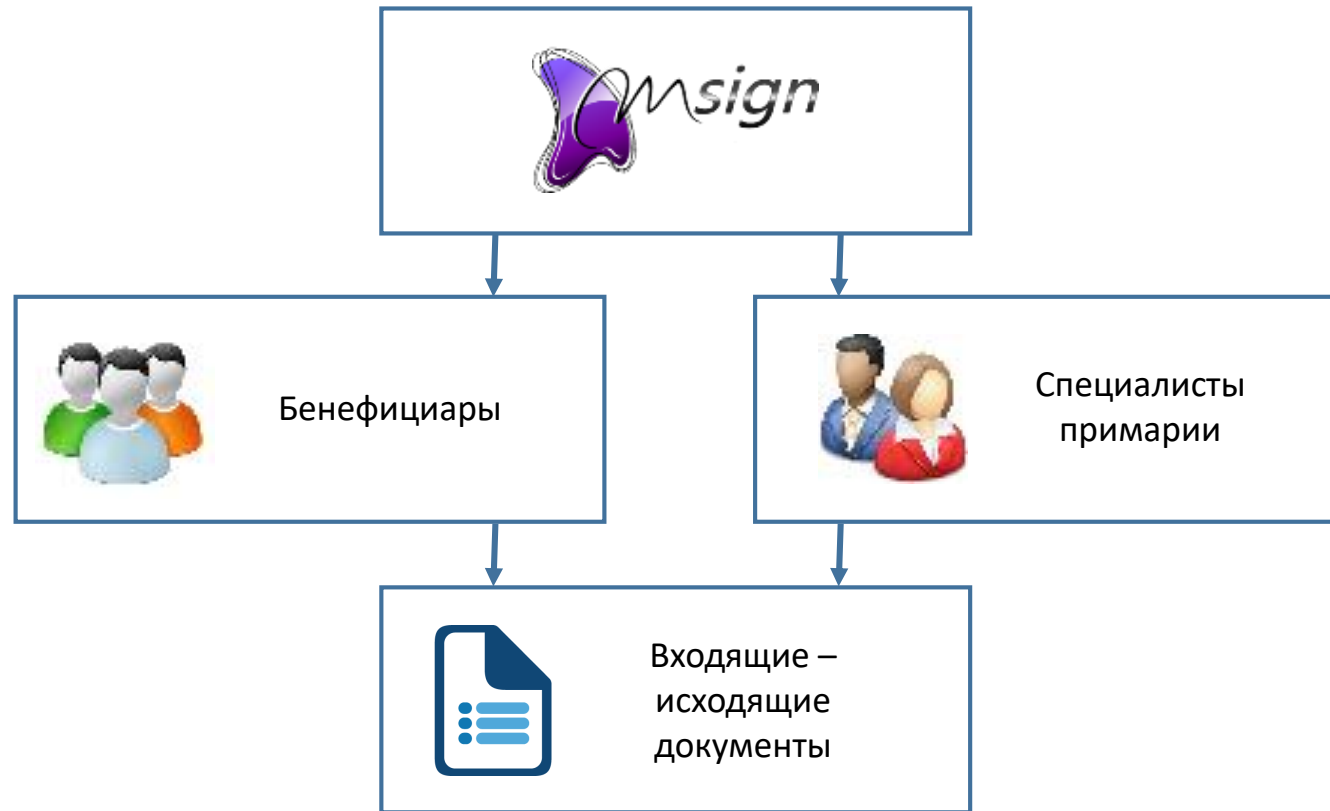 Msign
Бенефициары
Специалисты
примарии
Входящие –
исходящие
документы